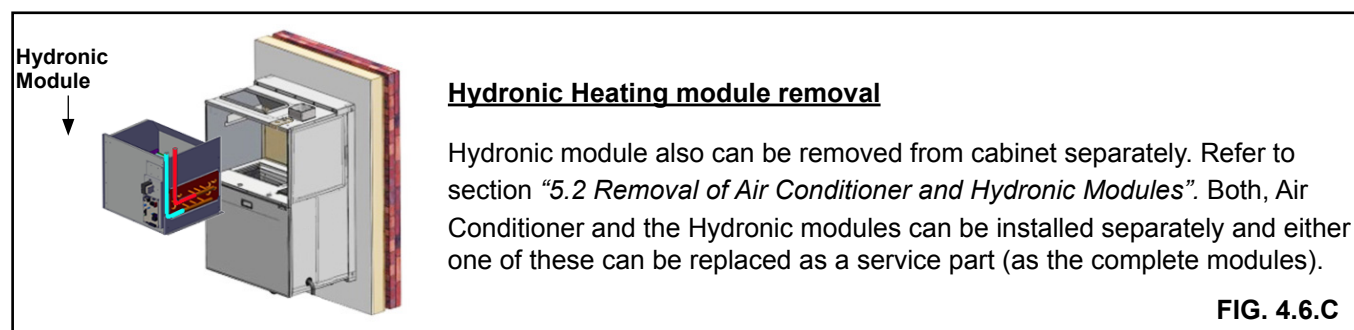 Hydronic
Module
Hydronic Heating module removal
Hydronic module also can be removed from cabinet separately. Refer to
section “5.2 Removal of Air Conditioner and Hydronic Modules”. Both, Air
Conditioner and the Hydronic modules can be installed separately and either
one of these can be replaced as a service part (as the complete modules).
FIG. 4.6.C